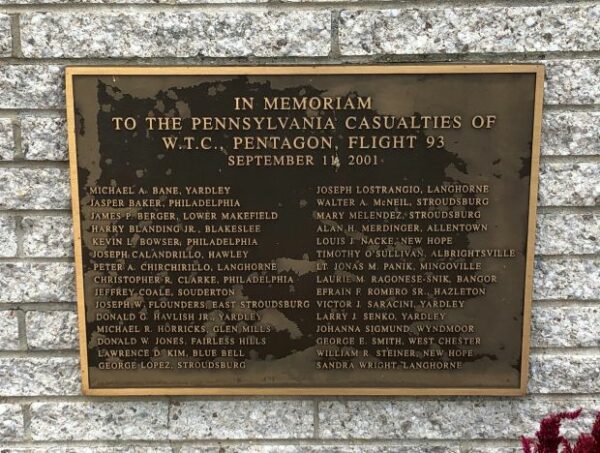 IN MEMORIAM
TO THE PENNSYLVANIA CASUALTIES OF
W.T.C., PENTAGON, FLIGHT 93
SEPTEMBER 11, 2001
MICHAEL A. BANE, YARDLEY
JASPER BAKER, PHILADELPHIA
JAMES P. BERGER, LOWER MAKEFIELD
HARRY BLANDING JR., BLAKESLEE
KEVIN L. BOWSER, PHILADELPHIA
JOSEPH CALANDRILLO, HAWLEY
PETER A. CHIRCHIRILLO, LANGHORNE
CHRISTOPHER R. CLARKE, PHILADELPHIA
JEFFREY COALE, SOUDERTON
JOSEPH W. FLOUNDERS, EAST STROUDSBURG
DONALD G. HAVLISH JR., YARDLEY
MICHAEL R. HORRICKS, GLEN MILLS
DONALD W. JONES, FAIRLESS HILLS
LAWRENCE D. KIM, BLUE BELL
GEORGE LOPEZ, STROUDSBURG
JOSEPH LOSTRANGIO, LANGHORNE
WALTER A. McNEIL, STROUDSBURG
MARY MELENDEZ, STROUDSBURG
ALAN H. MERDINGER, ALLENTOWN
LOUIS J. NACKE, NEW HOPE
TIMOTHY O'SULLIVAN, ALBRIGHTSVILLE
LT. JONAS M. PANIK, MINGOVILLE
LAURIE M. RAGONESE-SNIK, BANGOR
EFRAIN F. ROMERO SR., HAZLETON
VICTOR J. SARACINI, YARDLEY
LARRY J. SENKO, YARDLEY
JOHANNA SIGMUND, WYNDMOOR
GEORGE E. SMITH, WEST CHESTER
WILLIAM R. STEINER, NEW HOPE
SANDRA WRIGHT, LANGHORNE